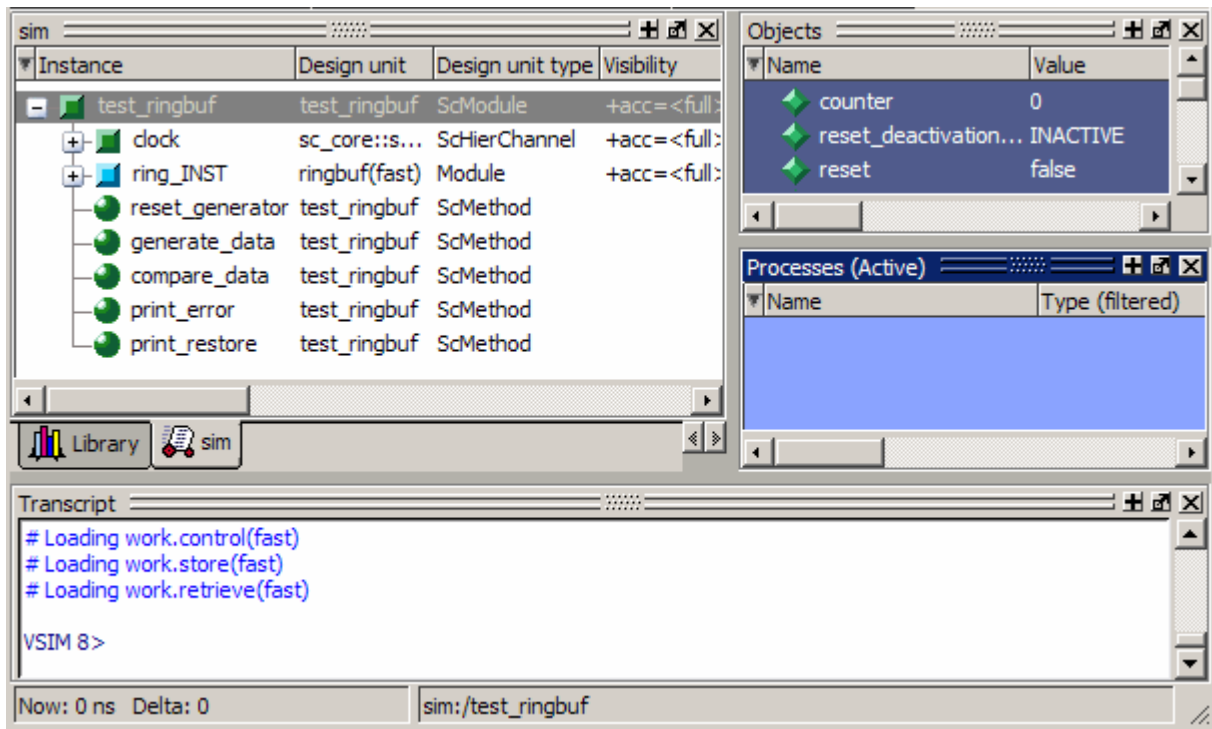 sim
Instance Design unit Design unit type Visibility
test_ringbuf test_ringbuf ScModule +acc=<full>
clock sc_core::s... ScHierChannel +acc=<full>
ring_INST ringbuf(fast) Module +acc=<full>
reset_generator test_ringbuf ScMethod
generate_data test_ringbuf ScMethod
compare_data test_ringbuf ScMethod
print_error test_ringbuf ScMethod
print_restore test_ringbuf ScMethod
Library sim
Objects
Name Value
counter 0
reset_deactivation... INACTIVE
reset false
Processes (Active)
Name Type (filtered)
Transcript
# Loading work.control(fast)
# Loading work.store(fast)
# Loading work.retrieve(fast)
VSIM 8>
Now: 0 ns Delta: 0 sim:/test_ringbuf